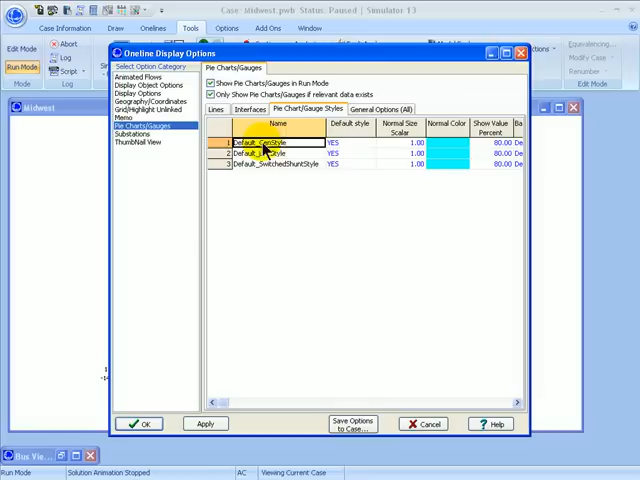 Case: Midwest.pwb Status: Paused | Simulator 13
Case Information
Draw
Onelines
Tools
Options
Add Ons
Window
Edit Mode
Run Mode
Mode
Abort
Log
Script
Equivalencing...
Modify Case
Renumber
Midwest
Oneline Display Options
Select Option Category
Animated Flows
Display Object Options
Display Options
Geography/Coordinates
Grid/Highlight Unlinked
Memo
Pie Charts/Gauges
Substations
ThumbNail View
Pie Charts/Gauges
Show Pie Charts/Gauges in Run Mode
Only Show Pie Charts/Gauges if relevant data exists
Lines
Interfaces
Pie Chart/Gauge Styles
General Options (All)
Name Default style Normal Size Scalar Normal Color Show Value Percent Ba
1 Default_GenStyle YES 1.00 80.00 De
2 YES 1.00 80.00 De
3 Default_SwitchedShuntStyle YES 1.00 80.00 De
OK
Apply
Save Options to Case...
Cancel
Help
Bus Vie...
Run Mode
Solution Animation Stopped
AC
Viewing Current Case